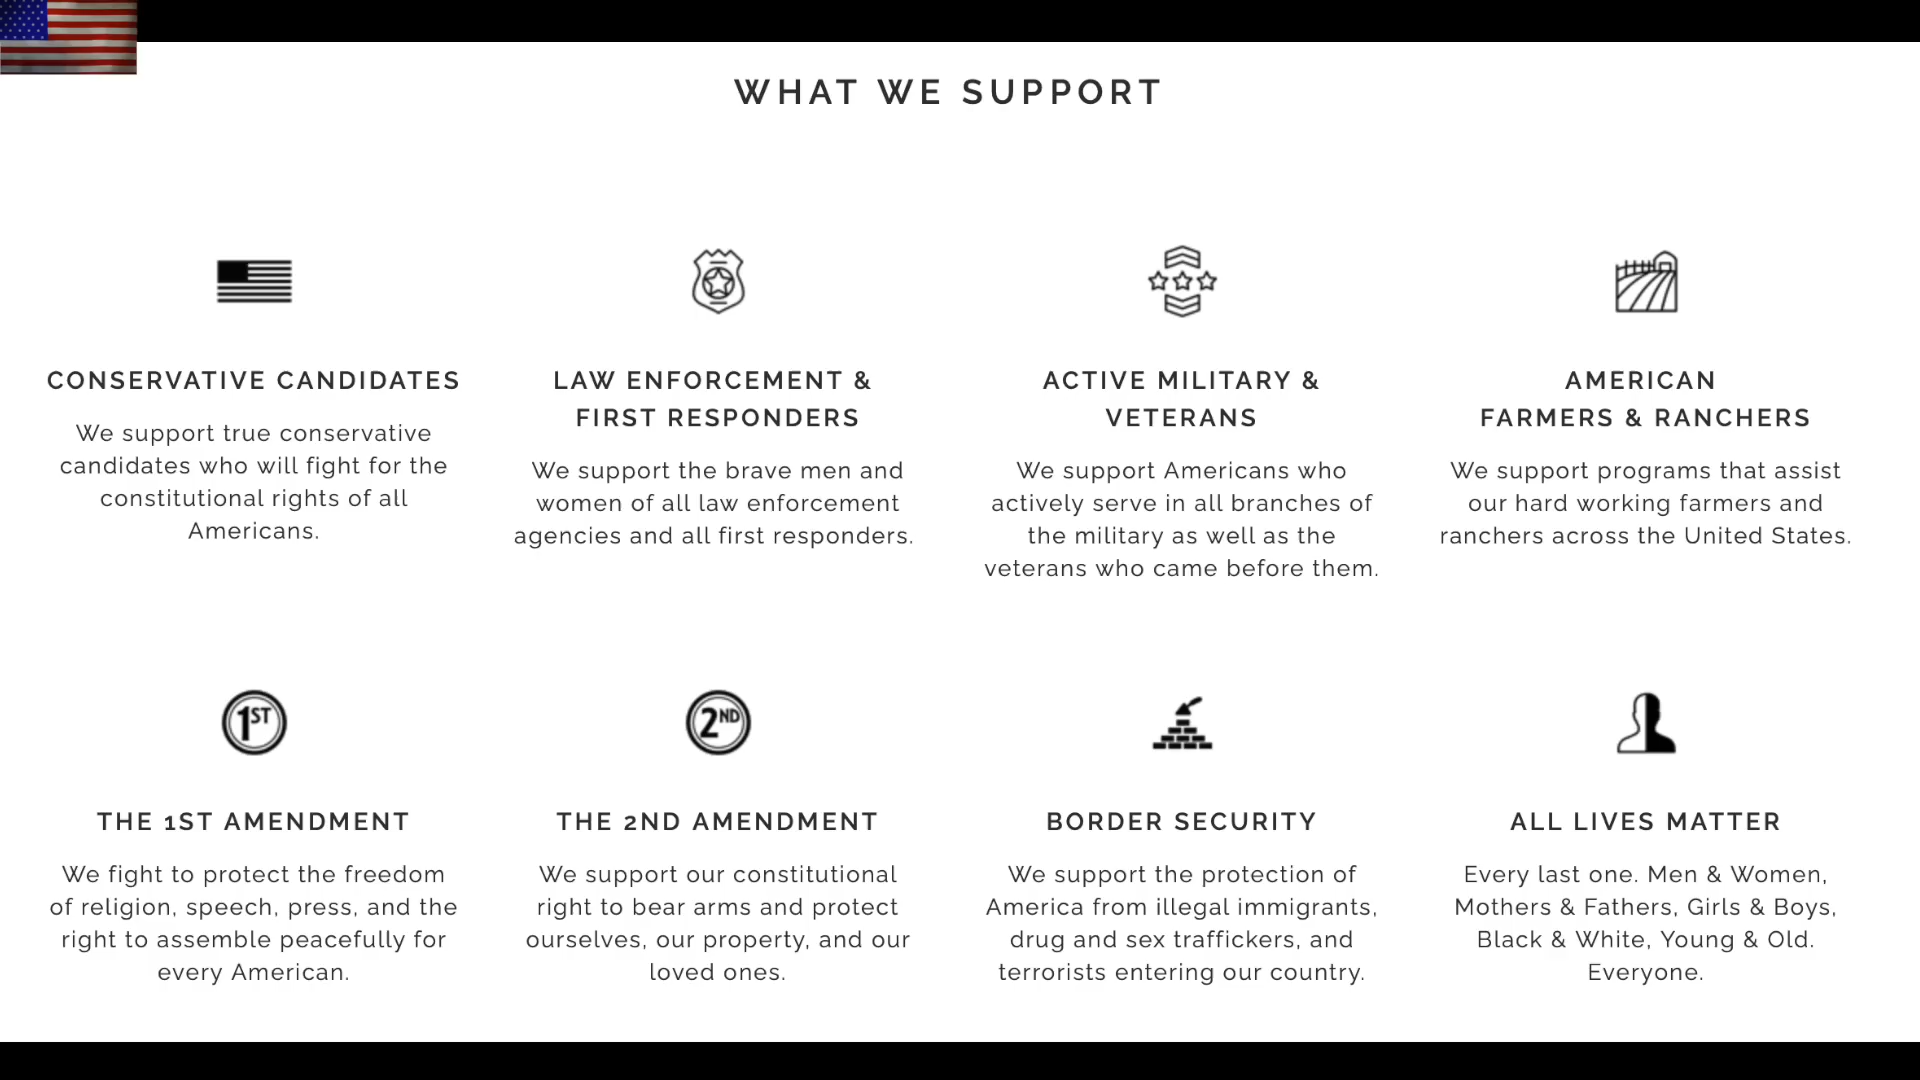 WHAT WE SUPPORT
CONSERVATIVE CANDIDATES
We support true conservative
candidates who will fight for the
constitutional rights of all
Americans.
LAW ENFORCEMENT &
FIRST RESPONDERS
We support the brave men and
women of all law enforcement
agencies and all first responders.
ACTIVE MILITARY &
VETERANS
We support Americans who
actively serve in all branches of
the military as well as the
veterans who came before them.
AMERICAN
FARMERS & RANCHERS
We support programs that assist
our hard working farmers and
ranchers across the United States.
1ST
THE 1ST AMENDMENT
We fight to protect the freedom
of religion, speech, press, and the
right to assemble peacefully for
every American.
2ND
THE 2ND AMENDMENT
We support our constitutional
right to bear arms and protect
ourselves, our property, and our
loved ones.
BORDER SECURITY
We support the protection of
America from illegal immigrants,
drug and sex traffickers, and
terrorists entering our country.
ALL LIVES MATTER
Every last one. Men & Women,
Mothers & Fathers, Girls & Boys,
Black & White, Young & Old.
Everyone.